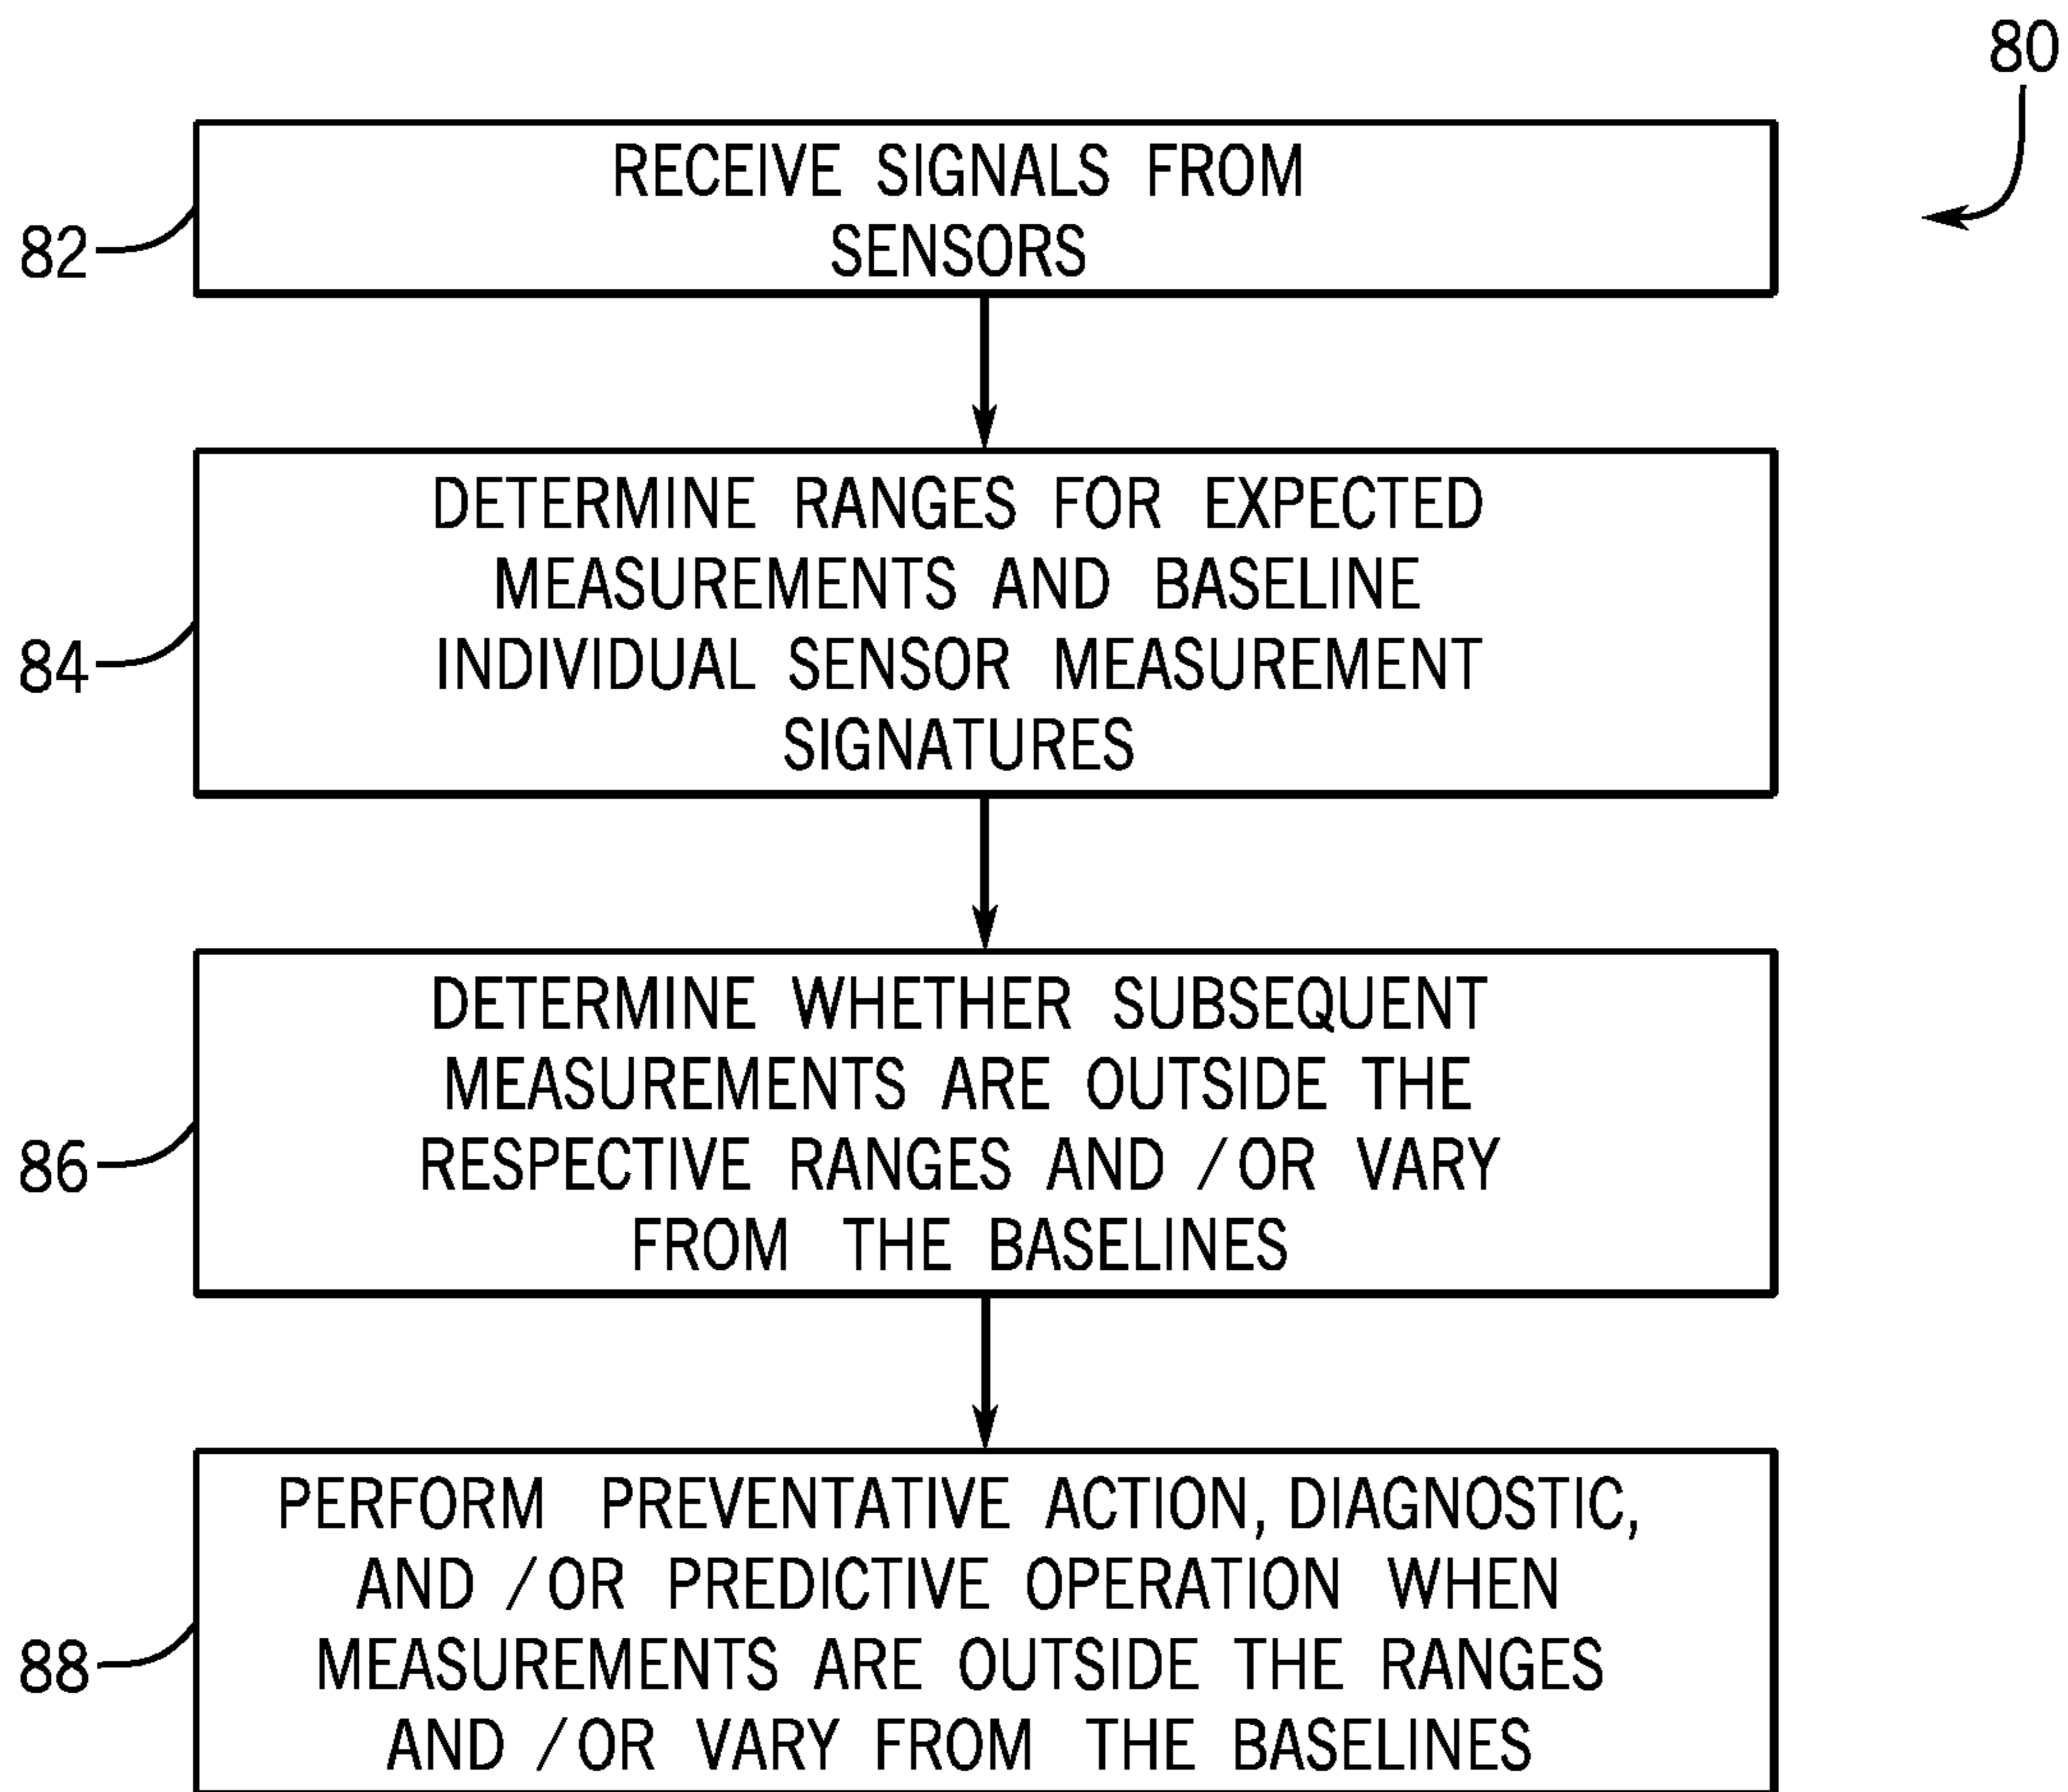 80
RECEIVE SIGNALS FROM
SENSORS
82
DETERMINE RANGES FOR EXPECTED
MEASUREMENTS AND BASELINE
INDIVIDUAL SENSOR MEASUREMENT
SIGNATURES
84
DETERMINE WHETHER SUBSEQUENT
MEASUREMENTS ARE OUTSIDE THE
RESPECTIVE RANGES AND /OR VARY
FROM THE BASELINES
86
PERFORM PREVENTATIVE ACTION, DIAGNOSTIC,
AND /OR PREDICTIVE OPERATION WHEN
MEASUREMENTS ARE OUTSIDE THE RANGES
AND /OR VARY FROM THE BASELINES
88